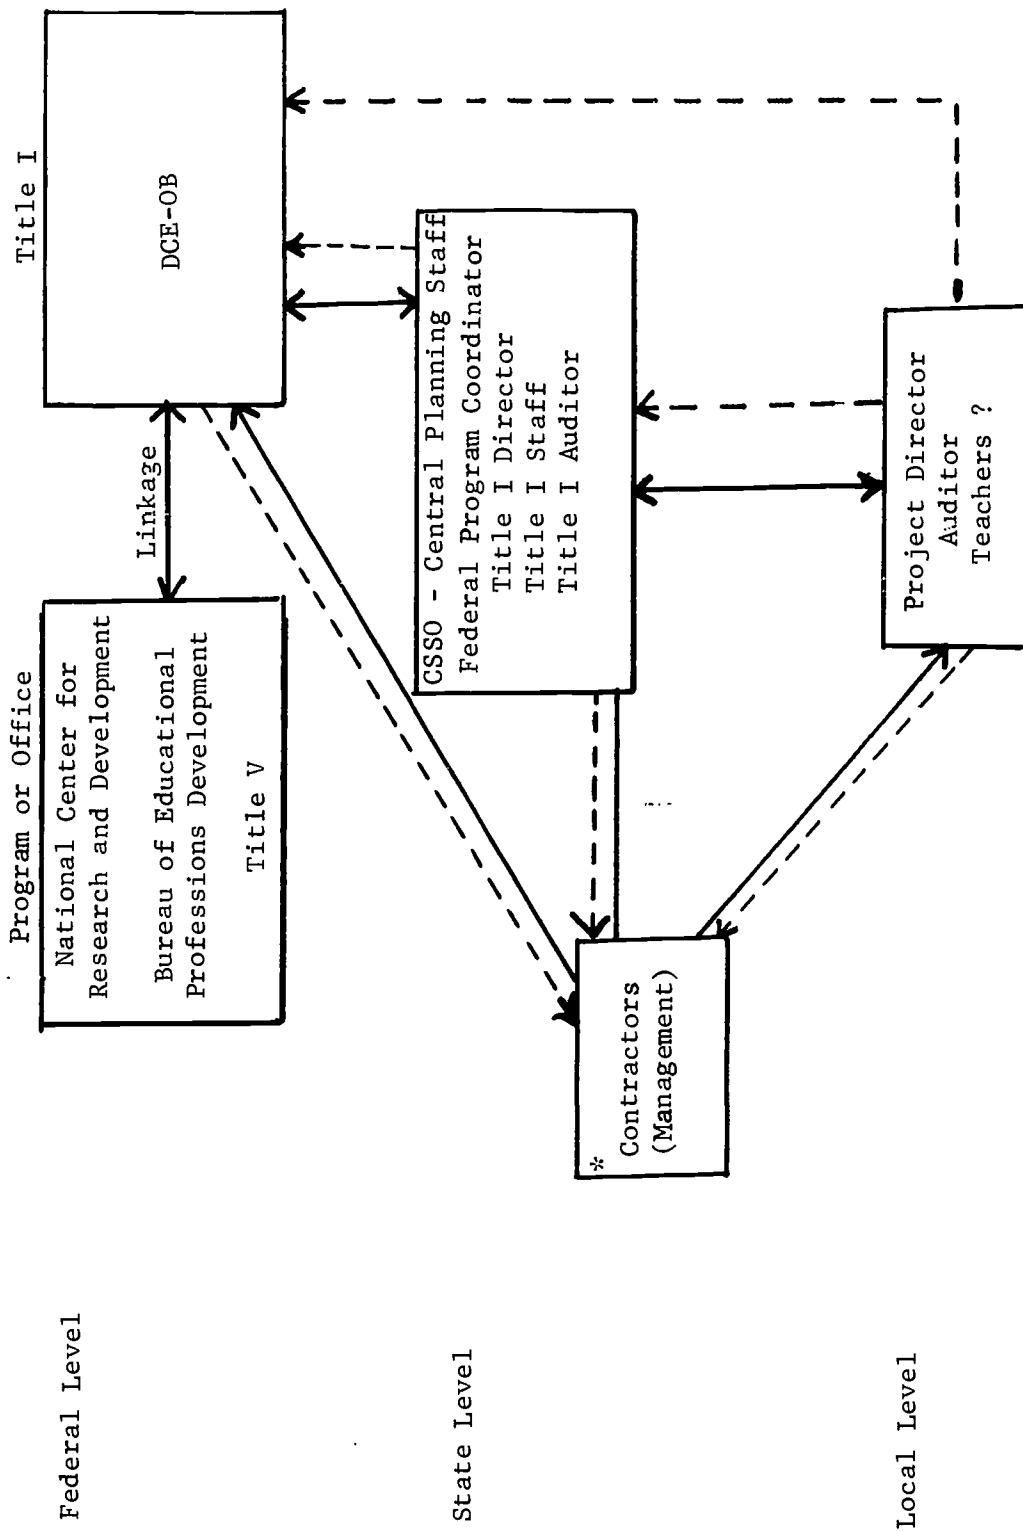 Federal Level
Program or Office
National Center for
Research and Development
Bureau of Educational
Professions Development
Title V
Linkage
Title I
DCE-OB
State Level
CSSO - Central Planning Staff
Federal Program Coordinator
Title I Director
Title I Staff
Title I Auditor
*
Contractors
(Management)
Local Level
Project Director
Auditor
Teachers ?